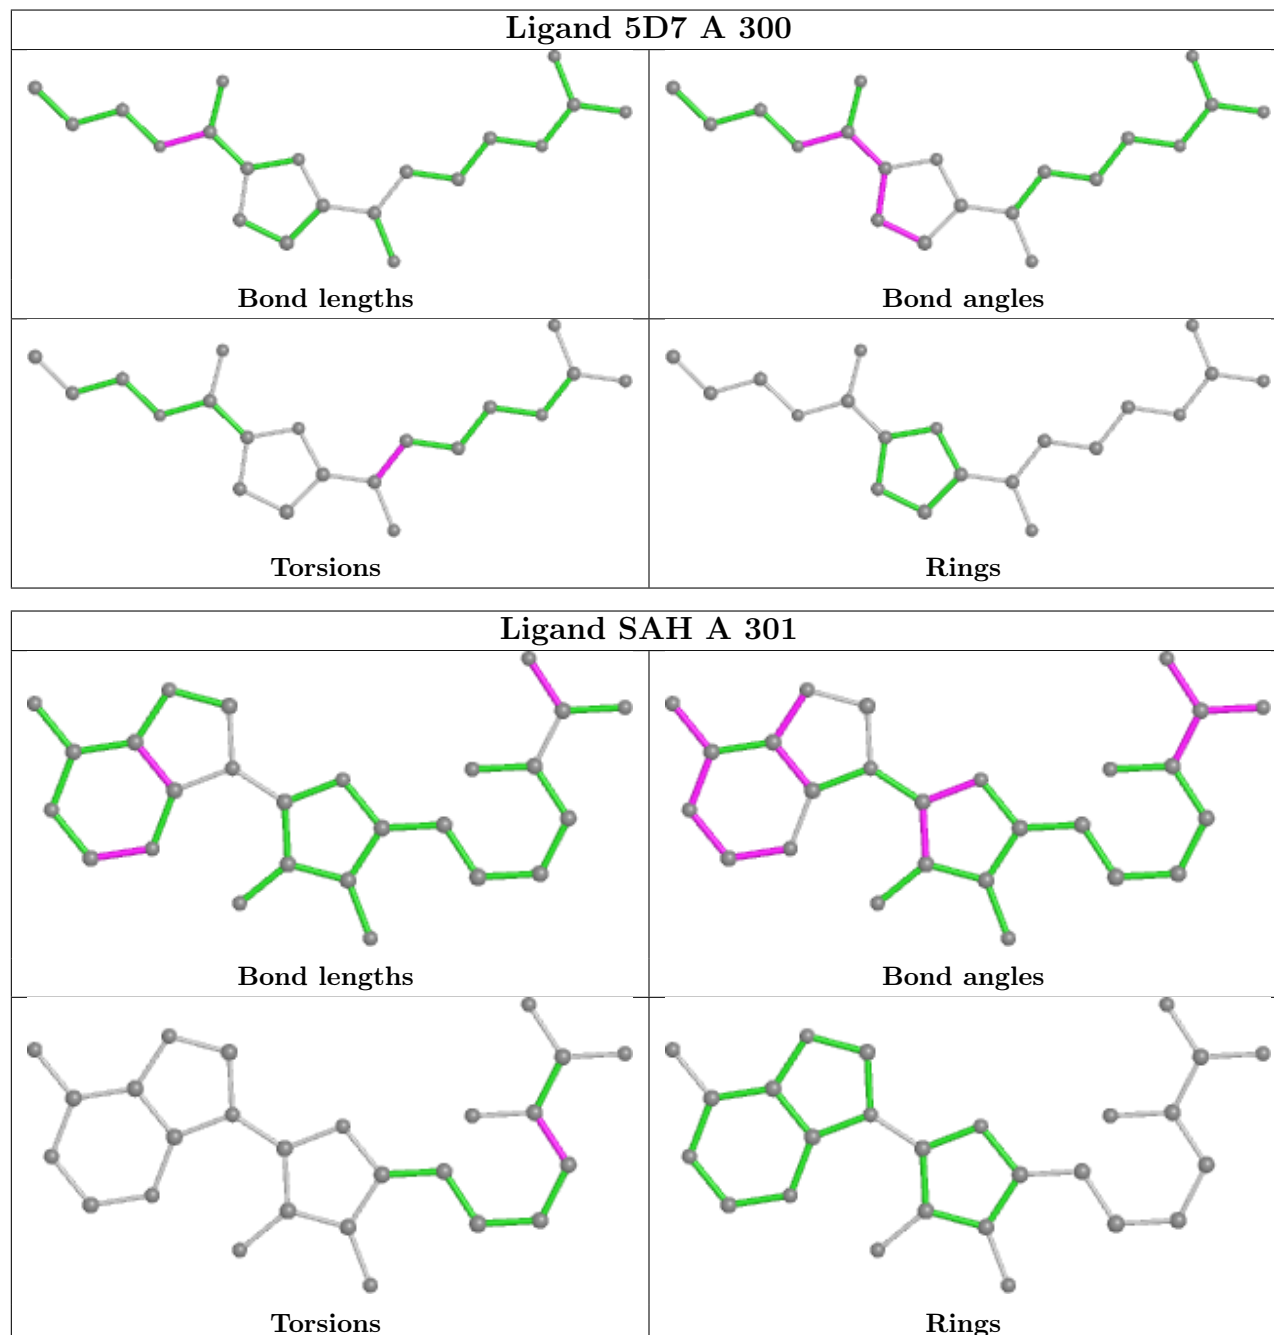 Ligand 5D7 A 300
Bond lengths
Bond angles
Torsions
Rings
Ligand SAH A 301
Bond lengths
Bond angles
Torsions
Rings